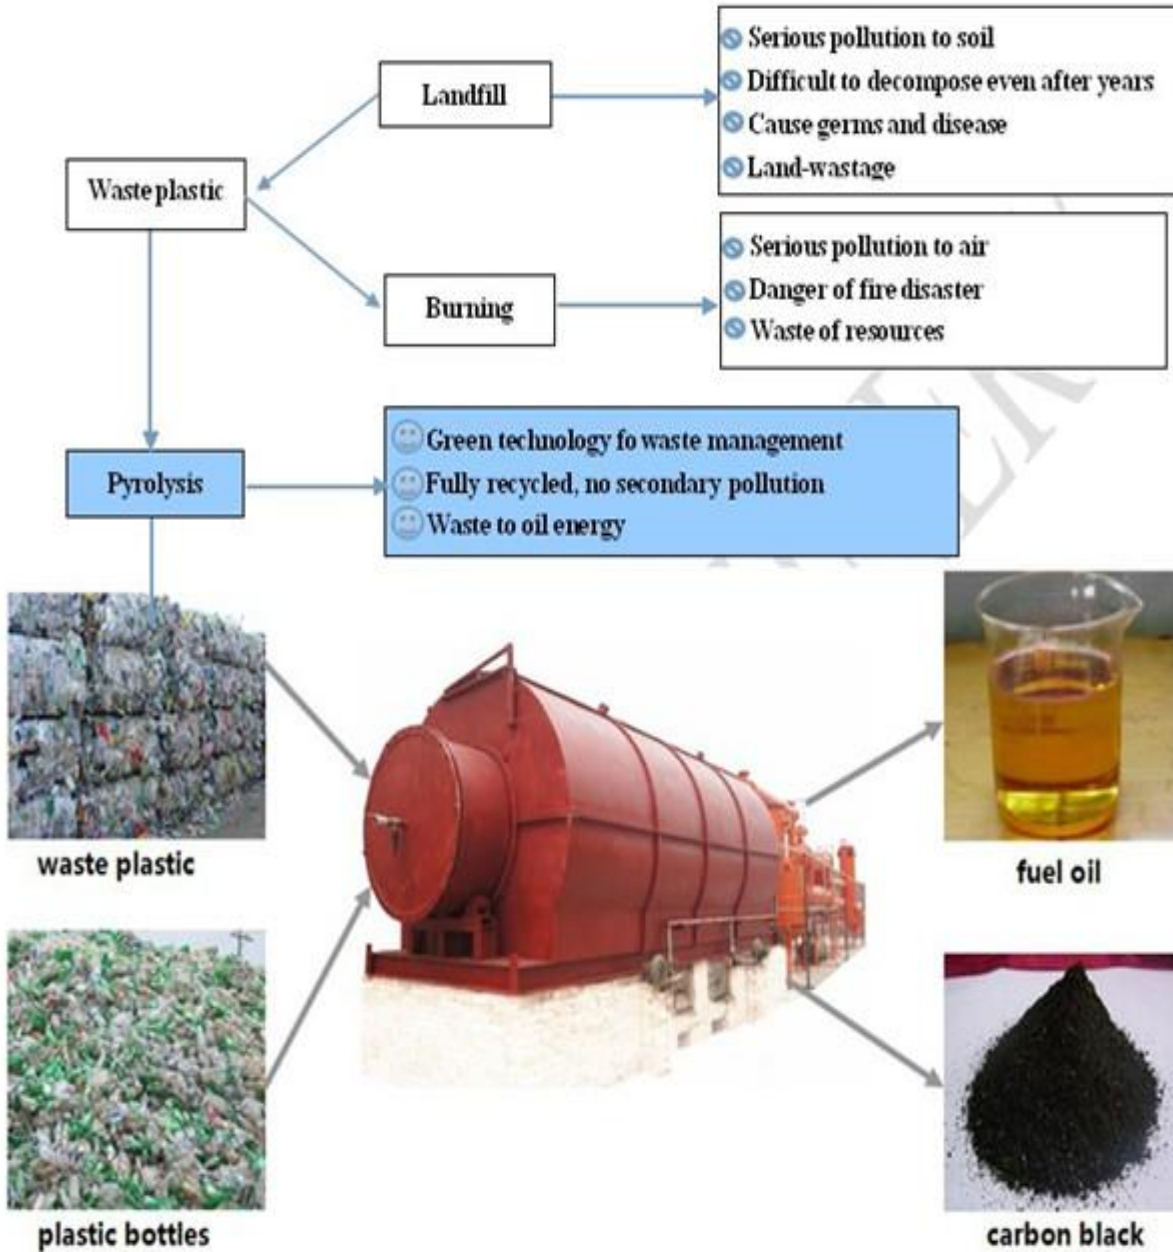 Serious pollution to soil
Difficult to decompose even after years
Cause germs and disease
Land-wastage
Landfill
Waste plastic
Serious pollution to air
Danger of fire disaster
Waste of resources
Burning
Green technology fo waste management
Fully recycled, no secondary pollution
Waste to oil energy
Pyrolysis
waste plastic
fuel oil
plastic bottles
carbon black